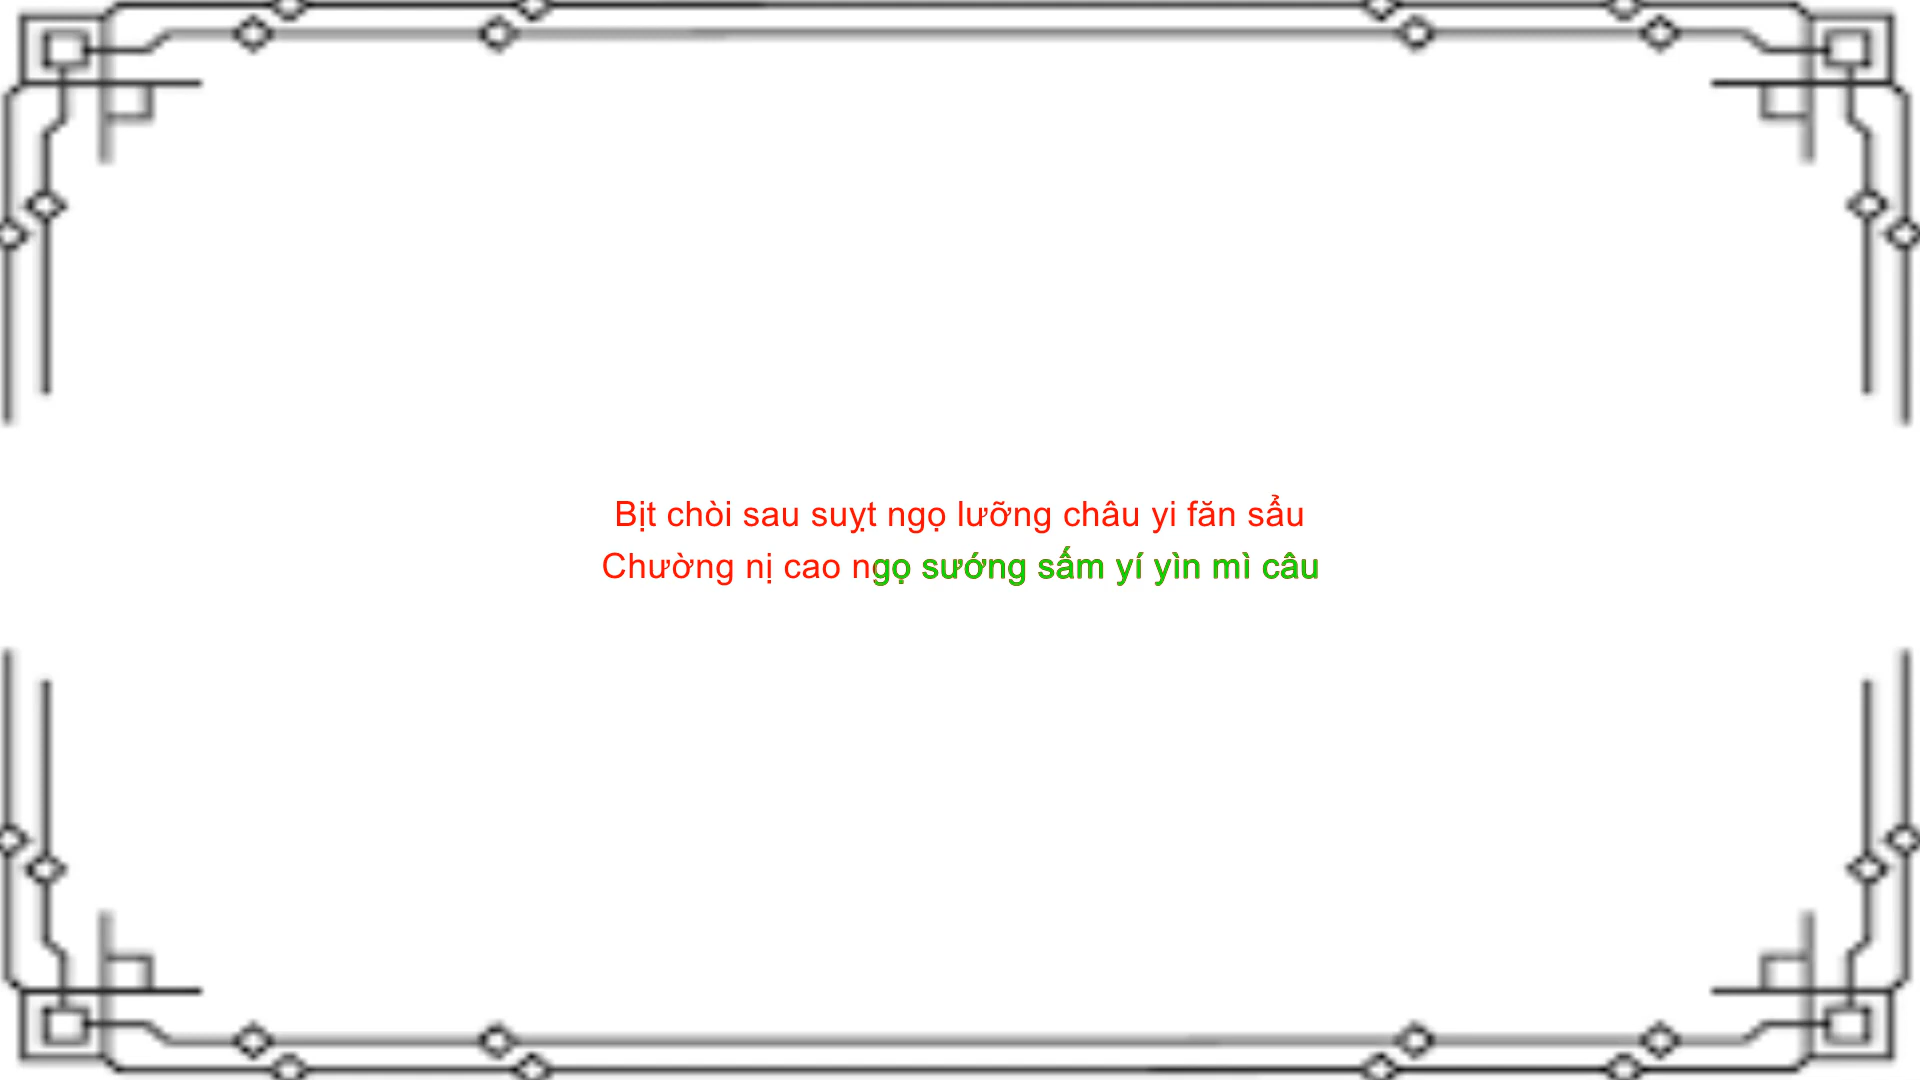 Bịt chòi sau suỵt ngọ lưỡng châu yi făn sẩu
Chường nị cao ngọ sướng sấm yí yìn mì câu